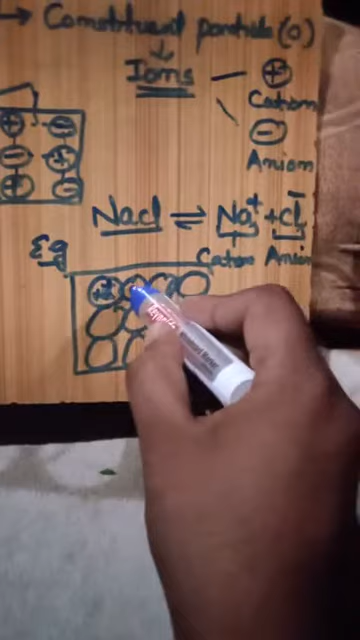 → Constituent particle (o)
↓
Ions — ⊕
Cation
\ ⊖
Anion
⊕ -- ⊖
⊖ -- ⊕
⊕ ⊖
Nacl ⇌ Na⁺ + cl⁻
Eg Cation Anion